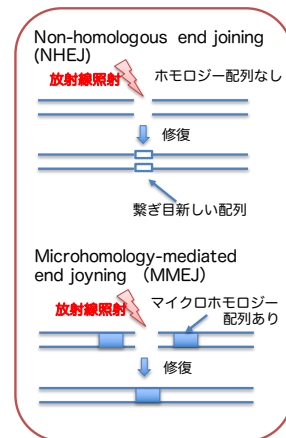 Non-homologous end joining
(NHEJ)
放射線照射
ホモロジー配列なし
修復
繋ぎ目新しい配列
Microhomology-mediated
end joyning （MMEJ）
放射線照射
マイクロホモロジー
配列あり
修復